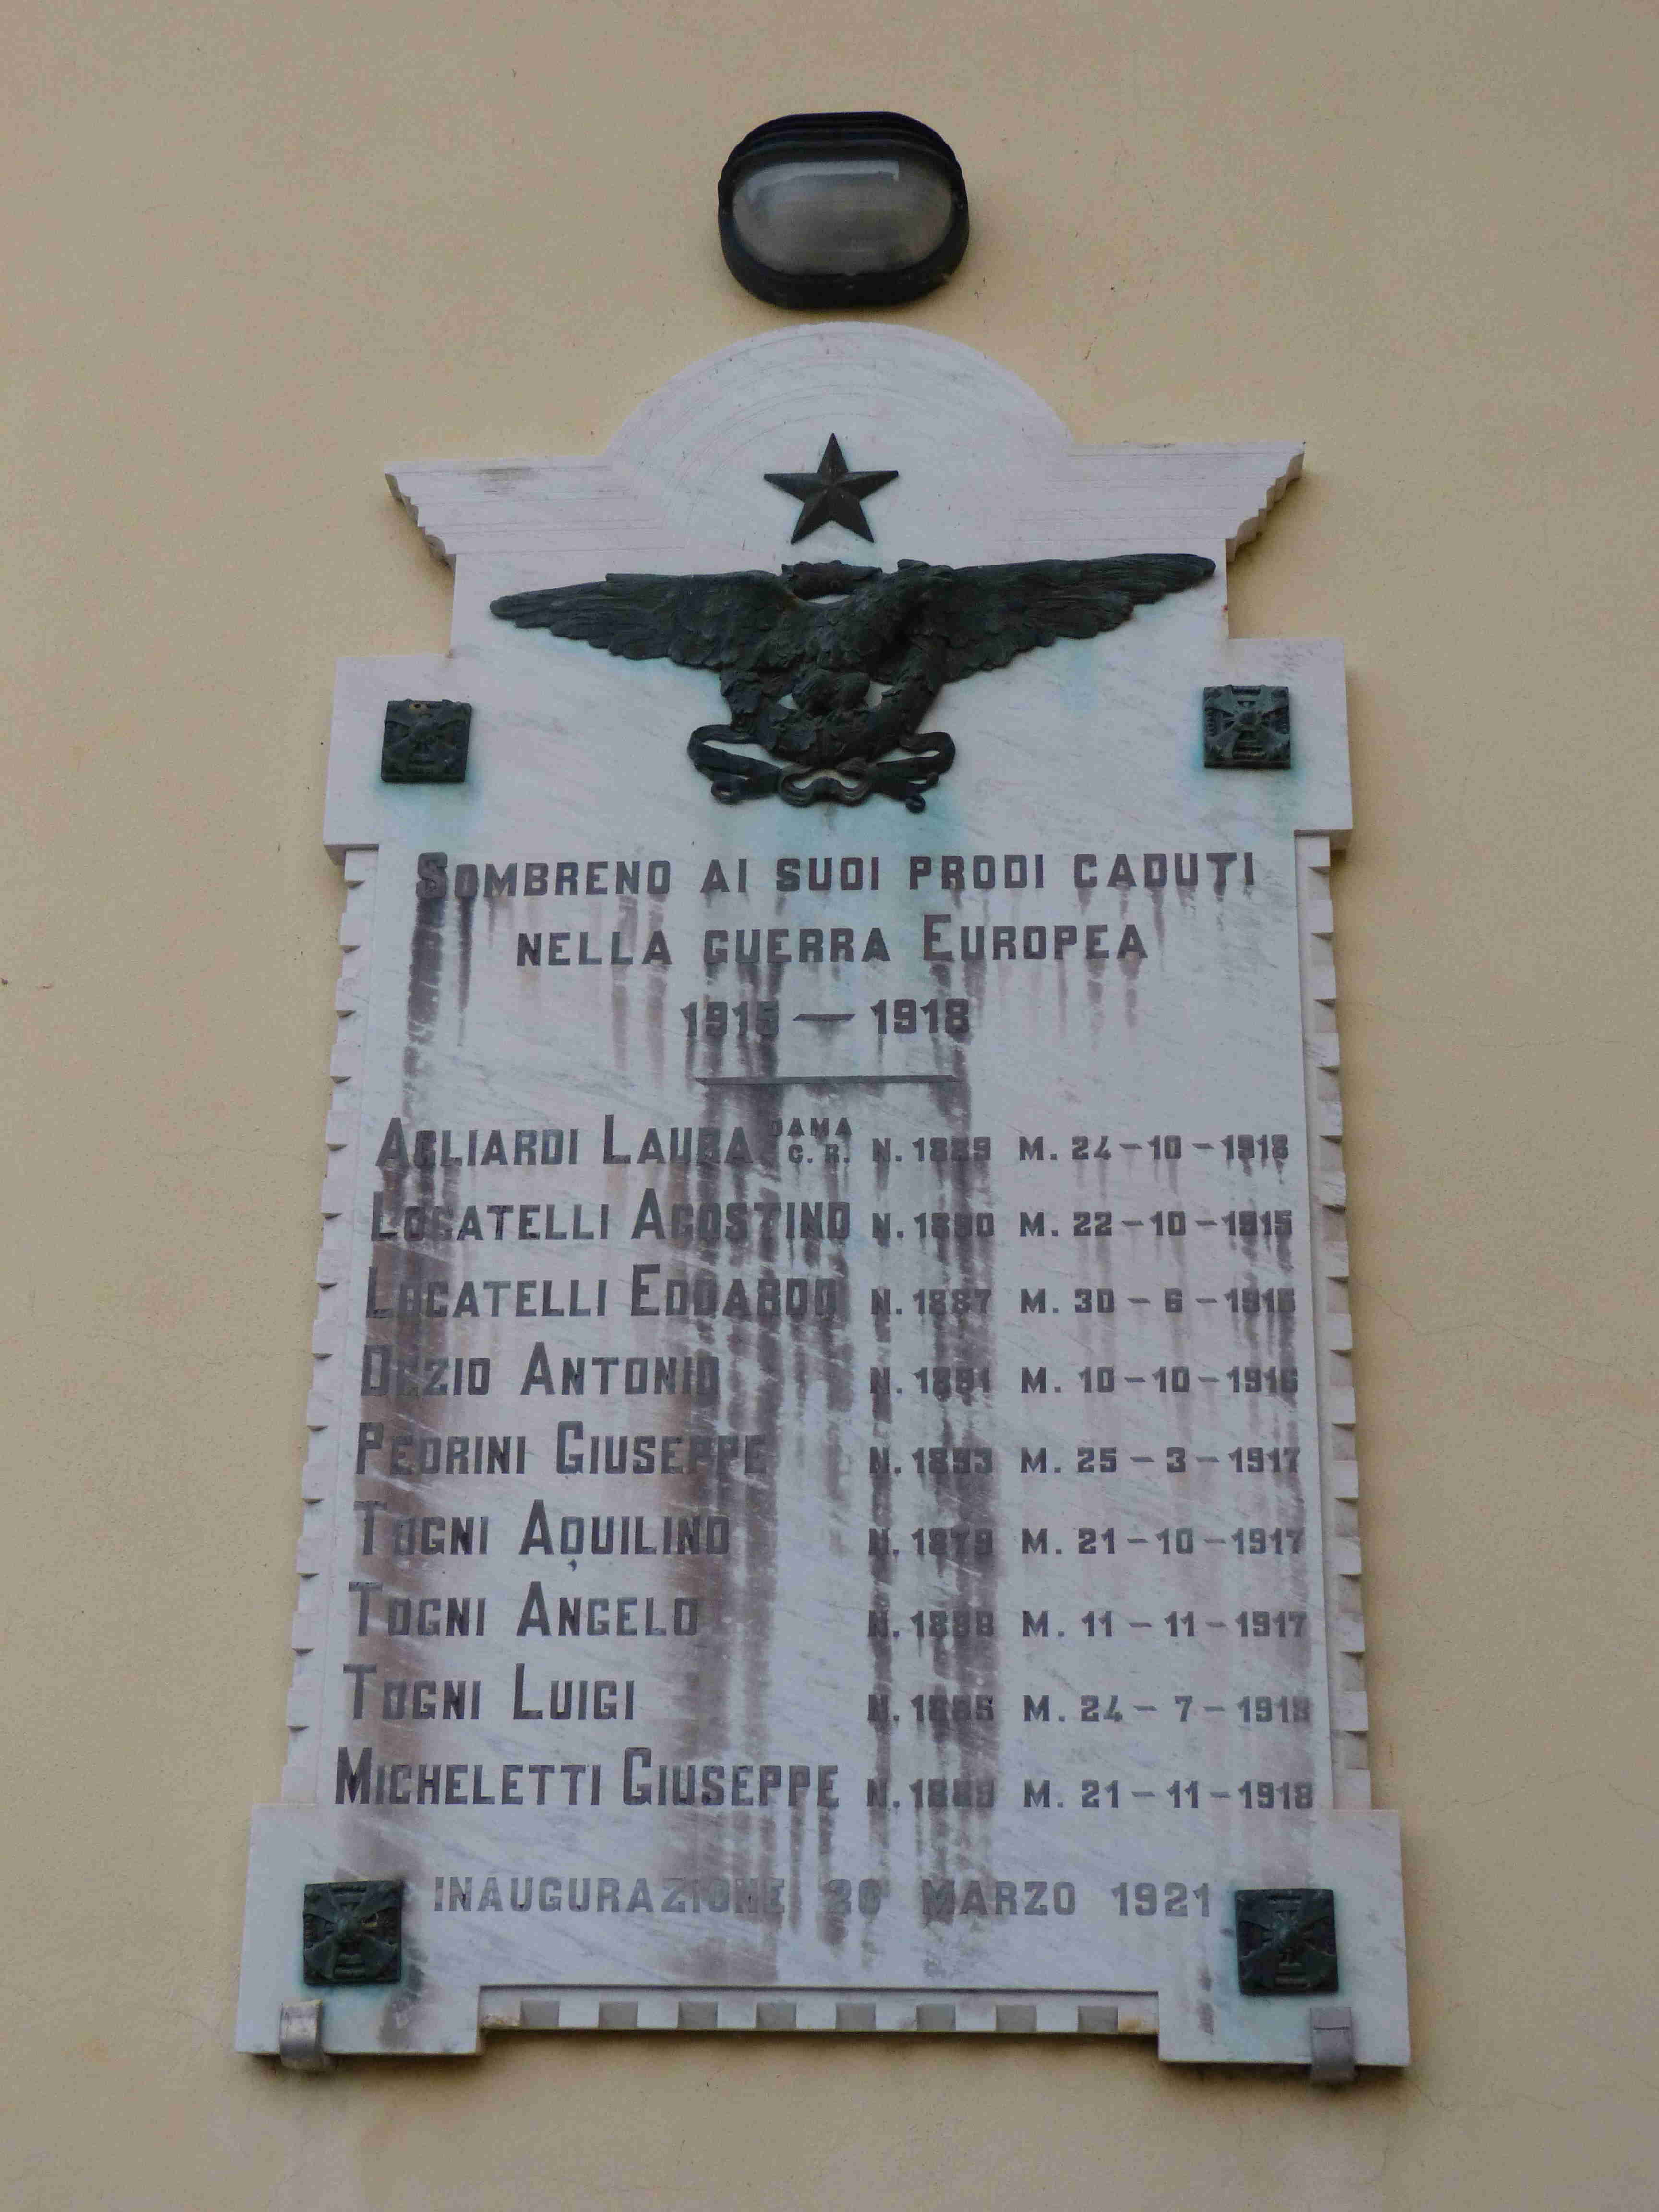 SOMBRENO AI SUOI PRODI CADUTI
NELLA GUERRA EUROPEA
1915 — 1918
AGLIARDI LAURA DAMA C.R. N. 1889 M. 24-10-1918
LOCATELLI AGOSTINO N. 1890 M. 22-10-1915
LOCATELLI EDOARDO N. 1887 M. 30-6-1916
DEZIO ANTONIO N. 1891 M. 10-10-1916
PEDRINI GIUSEPPE N. 1893 M. 25-3-1917
TOGNI AQUILINO N. 1879 M. 21-10-1917
TOGNI ANGELO N. M. 11-11-1917
TOGNI LUIGI N. M. 24-7-1918
MICHELETTI GIUSEPPE N. 1889 M. 21-11-1918
INAUGURAZIONE MARZO 1921